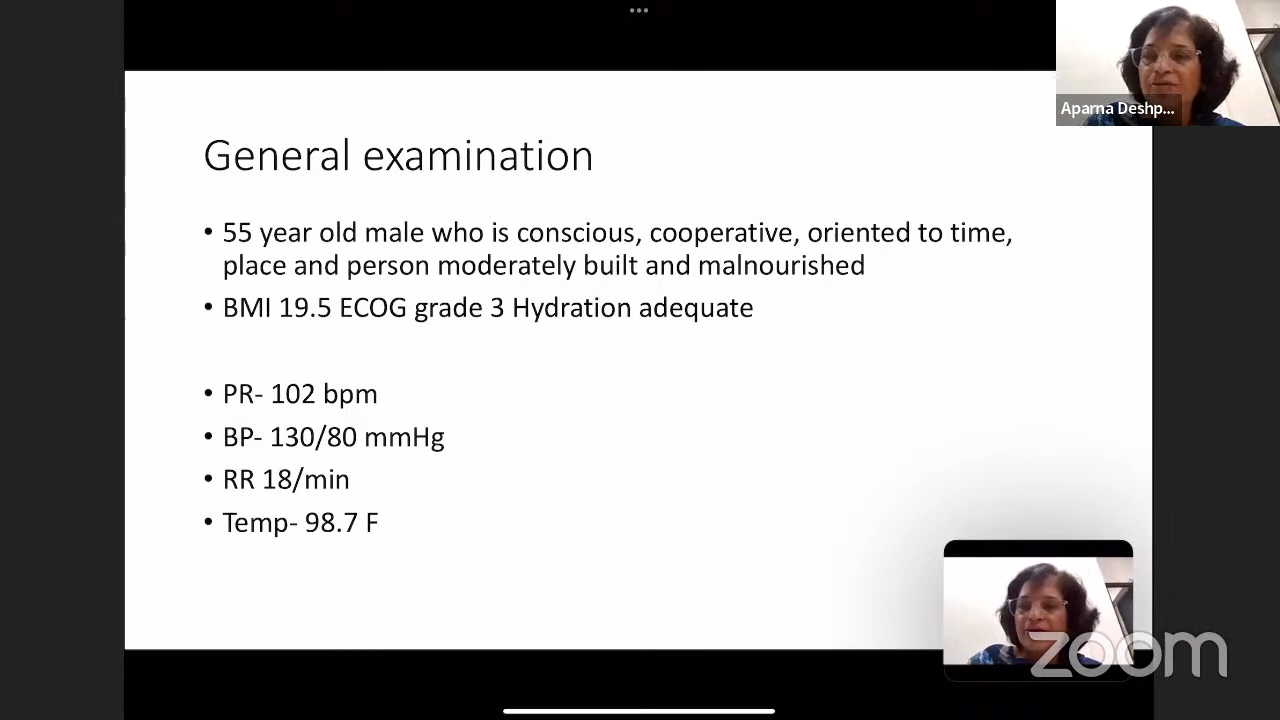 Aparna Deshp...
General examination
• 55 year old male who is conscious, cooperative, oriented to time,
place and person moderately built and malnourished
• BMI 19.5 ECOG grade 3 Hydration adequate
• PR- 102 bpm
• BP- 130/80 mmHg
• RR 18/min
• Temp- 98.7 F
zoom